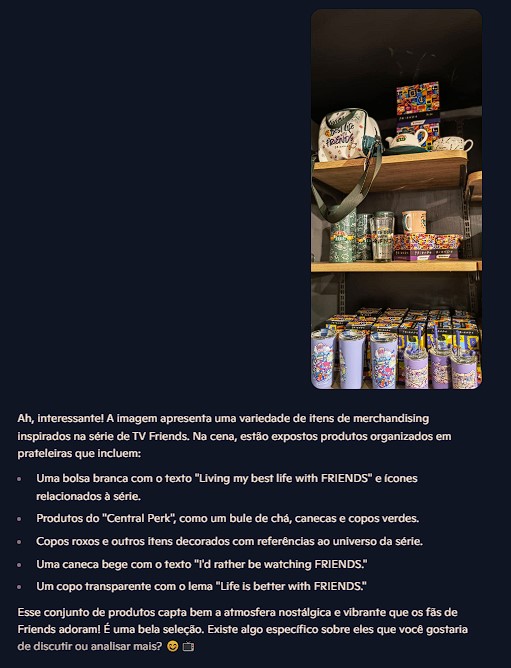 Best Life
FRIENDS
FRIENDS
FRIENDS
Ah, interessante! A imagem apresenta uma variedade de itens de merchandising
inspirados na série de TV Friends. Na cena, estão expostos produtos organizados em
prateleiras que incluem:
Uma bolsa branca com o texto "Living my best life with FRIENDS" e ícones
relacionados à série.
Produtos do "Central Perk", como um bule de chá, canecas e copos verdes.
Copos roxos e outros itens decorados com referências ao universo da série.
Uma caneca bege com o texto "I'd rather be watching FRIENDS."
Um copo transparente com o lema "Life is better with FRIENDS."
Esse conjunto de produtos capta bem a atmosfera nostálgica e vibrante que os fãs de
Friends adoram! É uma bela seleção. Existe algo específico sobre eles que você gostaria
de discutir ou analisar mais?